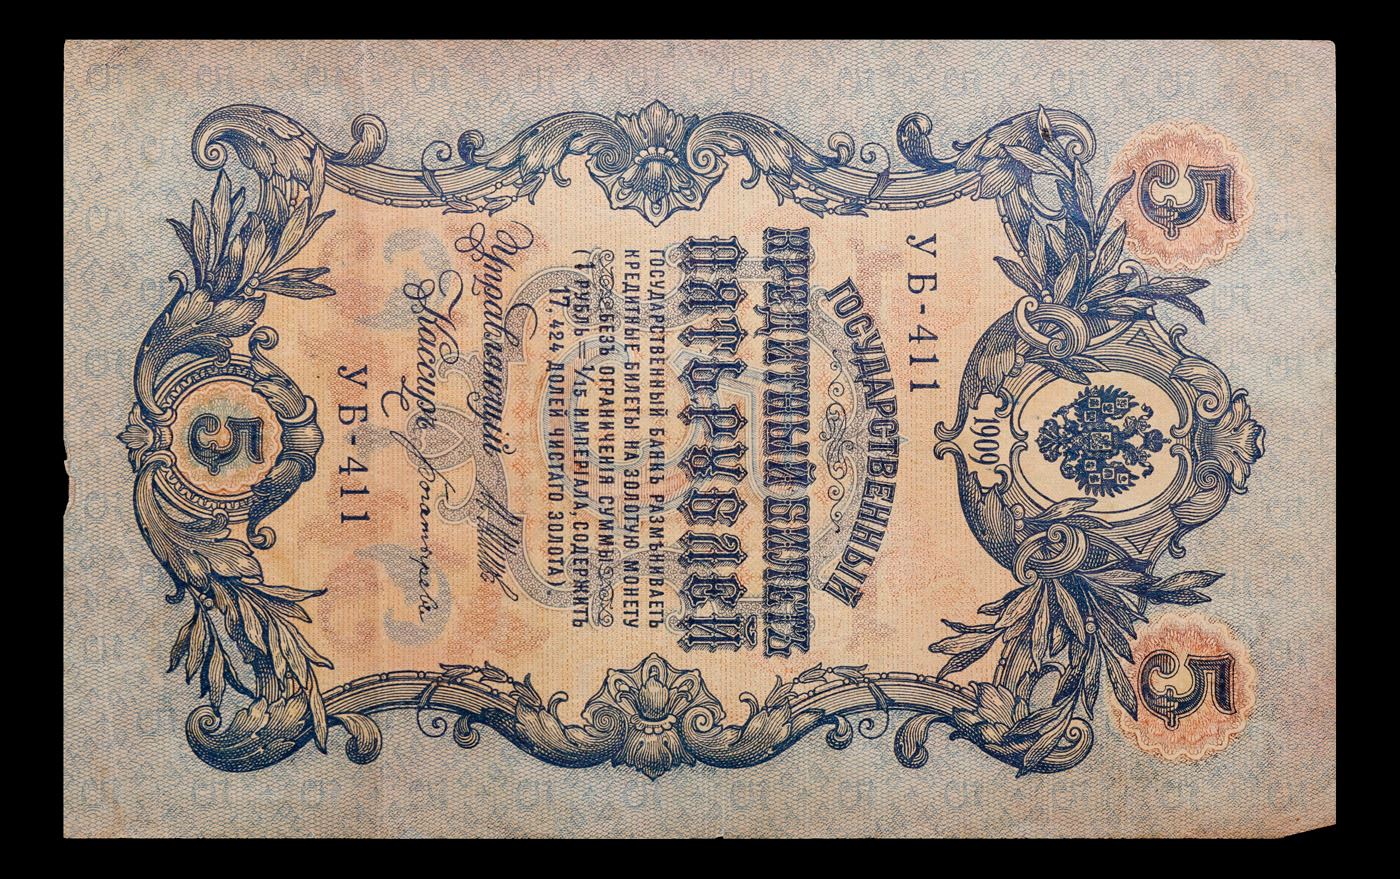 5 5
1909
УБ-411
ГОСУДАРСТВЕННЫЙ
КРЕДИТНЫЙ БИЛЕТЪ
ПЯТЬ РУБЛЕЙ
ГОСУДАРСТВЕННЫЙ БАНКЪ РАЗМѢНИВАЕТЪ
КРЕДИТНЫЕ БИЛЕТЫ НА ЗОЛОТУЮ МОНЕТУ
БЕЗЪ ОГРАНИЧЕНІЯ СУММЫ
(1 РУБЛЬ = 1/15 ИМПЕРІАЛА, СОДЕРЖИТЪ
17,424 ДОЛЕЙ ЧИСТАГО ЗОЛОТА).
Управляющій
Кассиръ
УБ-411
5